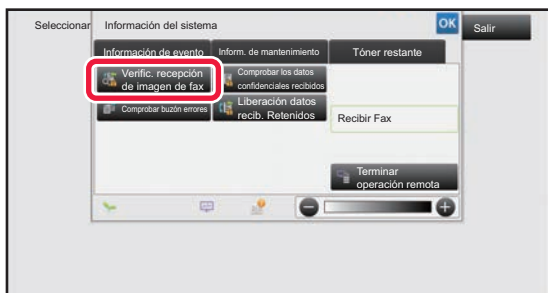 Seleccionar
Información del sistema
OK
Salir
Información de evento
Inform. de mantenimiento
Tóner restante
Verific. recepción
de imagen de fax
Comprobar los datos
confidenciales recibidos
Comprobar buzón errores
Liberación datos
recib. Retenidos
Recibir Fax
Terminar
operación remota